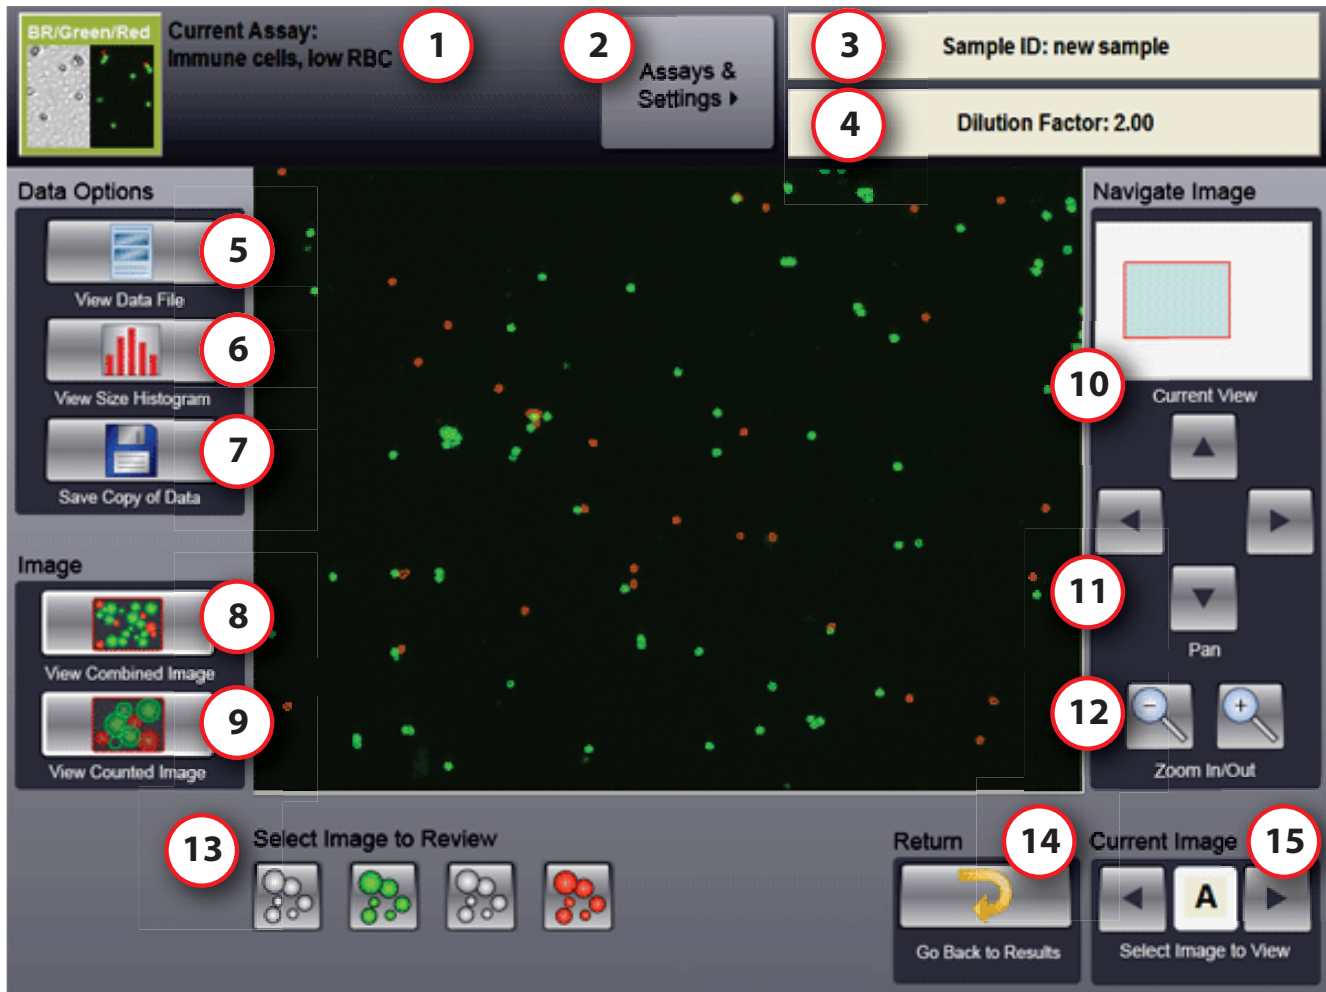 BR/Green/Red
Current Assay:
Immune cells, low RBC
1
2
Assays &
Settings
3
Sample ID: new sample
4
Dilution Factor: 2.00
Data Options
5
View Data File
6
View Size Histogram
7
Save Copy of Data
Image
8
View Combined Image
9
View Counted Image
Navigate Image
10
Current View
11
Pan
12
Zoom In/Out
13
Select Image to Review
Return
14
Go Back to Results
Current Image
15
A
Select Image to View